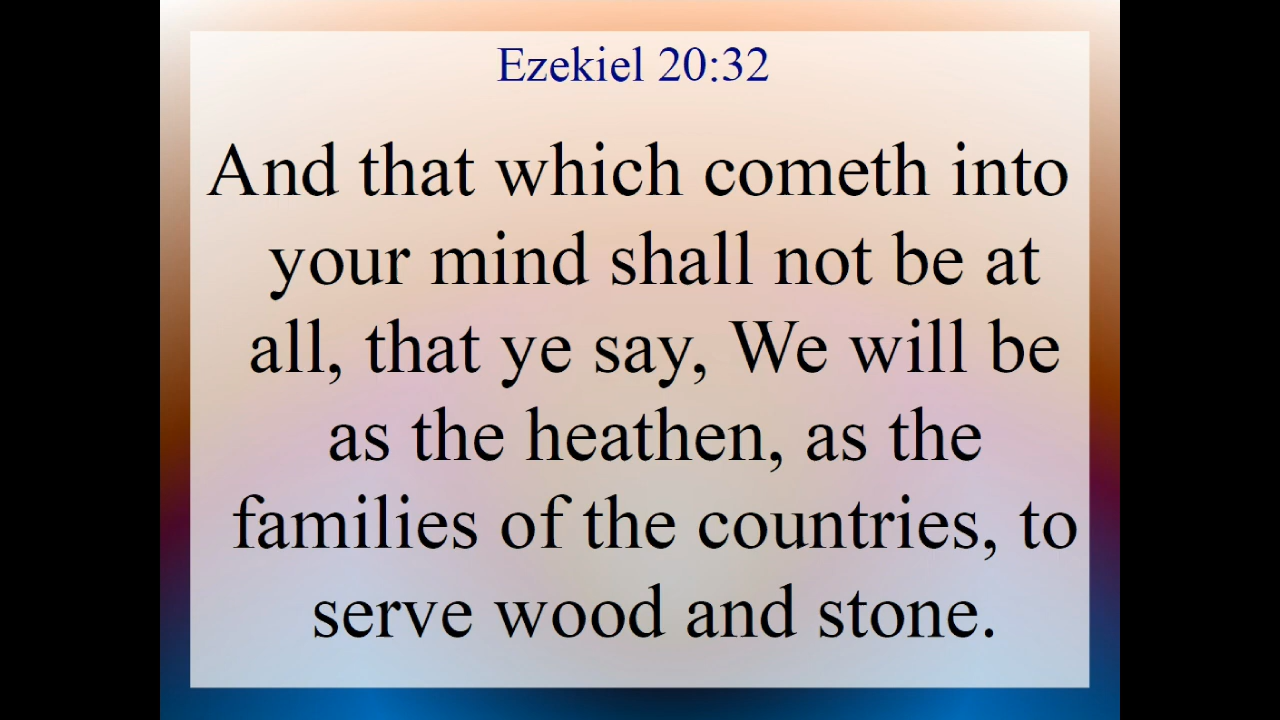 Ezekiel 20:32
And that which cometh into
your mind shall not be at
all, that ye say, We will be
as the heathen, as the
families of the countries, to
serve wood and stone.